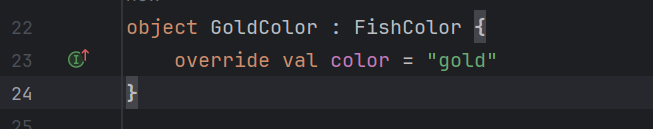 22 object GoldColor : FishColor {
23 override val color = "gold"
24 }
25